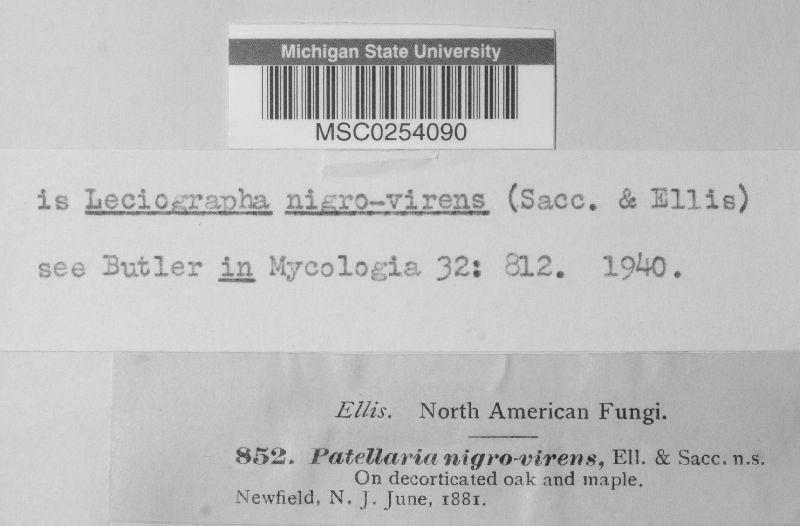 Michigan State University
MSC0254090
is Leciographa nigro-virens (Sacc. & Ellis)
see Butler in Mycologia 32: 812. 1940.
Ellis. North American Fungi.
852. Patellaria nigro-virens, Ell. & Sacc. n.s.
On decorticated oak and maple.
Newfield, N. J. June, 1881.